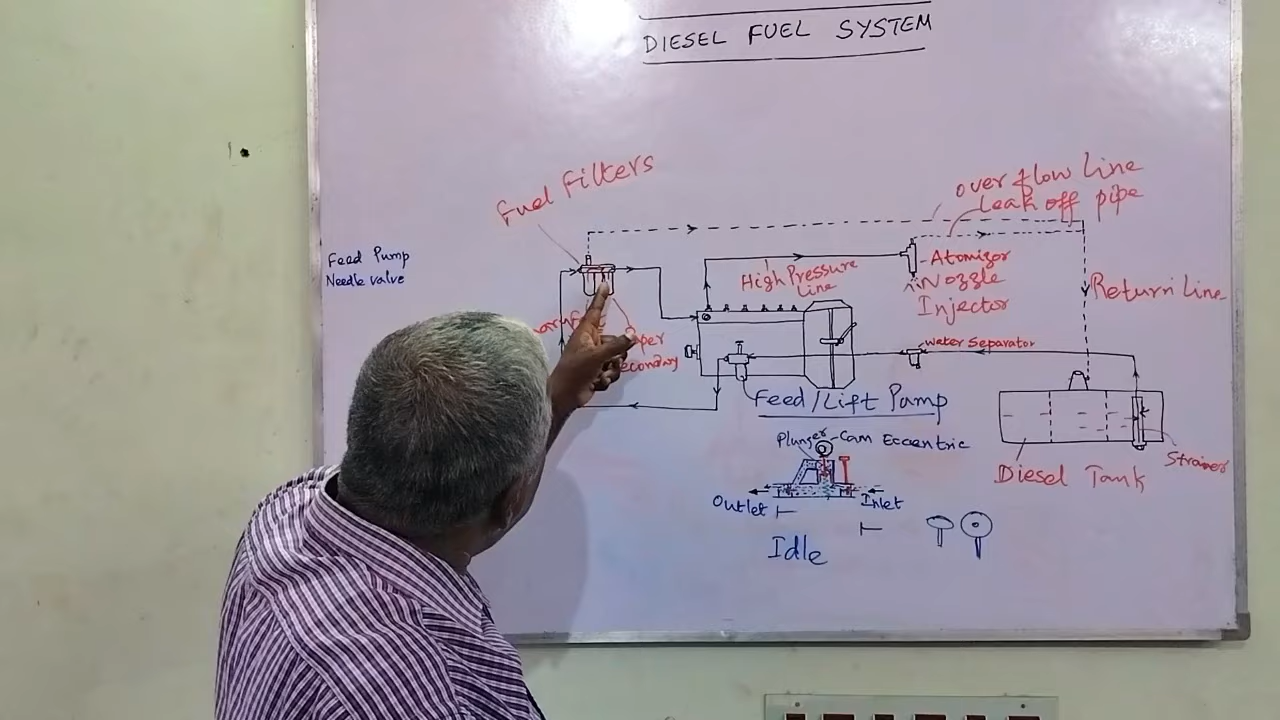 DIESEL FUEL SYSTEM
Fuel Filters
Over flow Line
Leak off pipe
Feed Pump
Needle valve
High Pressure
Line
Atomizer
Nozzle
Injector
Return Line
Water Separator
Secondary
Feed/Lift Pump
Plunger
Cam Eccentric
Diesel Tank
Strainer
Outlet
Inlet
Idle